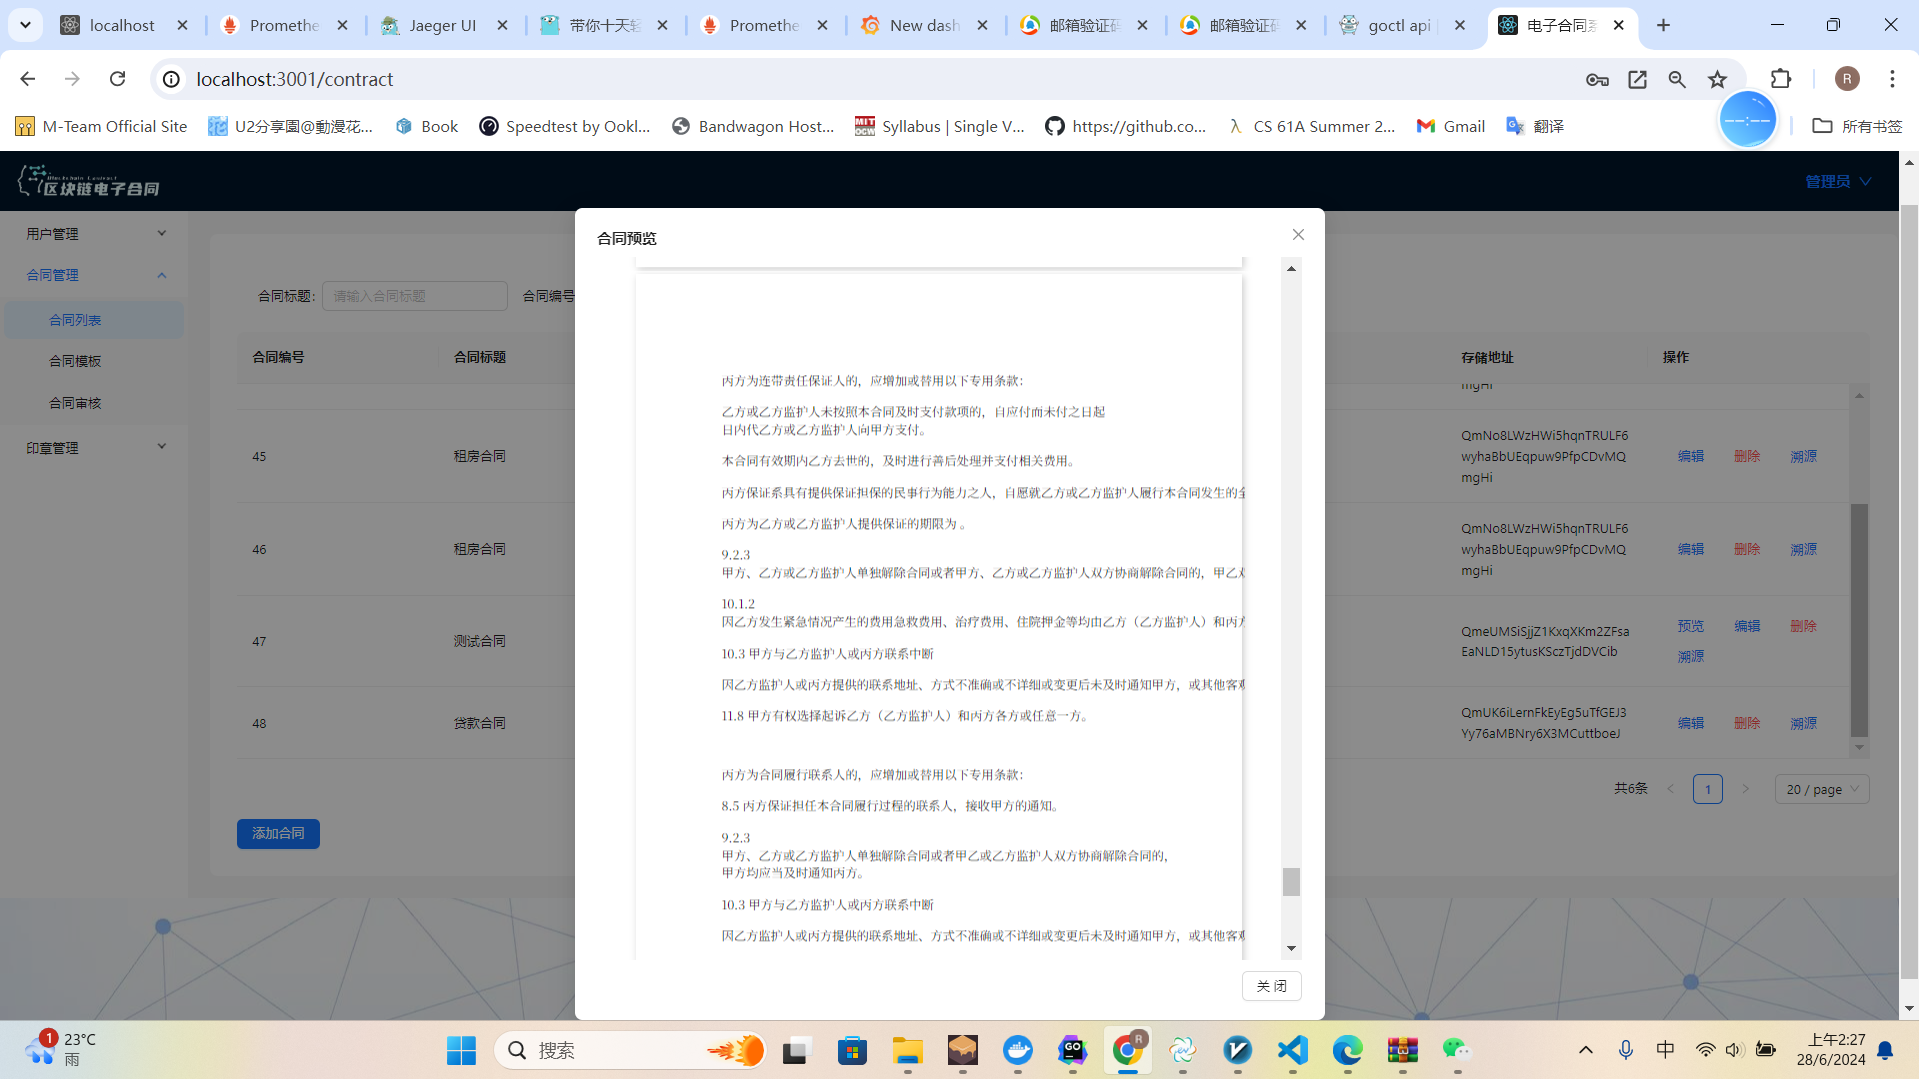 localhost
Promethe
Jaeger UI
带你十天轻
Promethe
New dash
邮箱验证码
邮箱验证码
goctl api
电子合同系
localhost:3001/contract
R
M-Team Official Site
U2分享園@動漫花...
Book
Speedtest by Ookl...
Bandwagon Host...
Syllabus | Single V...
https://github.co...
CS 61A Summer 2...
Gmail
翻译
所有书签
区块链电子合同
管理员
用户管理
合同管理
合同列表
合同模板
合同审核
印章管理
合同标题:
请输入合同标题
合同编号
合同编号
合同标题
存储地址
操作
mgHi
45
租房合同
QmNo8LWzHWi5hqnTRULF6
wyhaBbUEqpuw9PfpCDvMQ
mgHi
编辑
删除
溯源
46
租房合同
QmNo8LWzHWi5hqnTRULF6
wyhaBbUEqpuw9PfpCDvMQ
mgHi
编辑
删除
溯源
47
测试合同
QmeUMSiSjjZ1KxqXKm2ZFsa
EaNLD15ytusKSczTjdDVCib
预览
编辑
删除
溯源
48
贷款合同
QmUK6iLernFkEyEg5uTfGEJ3
Yy76aMBNry6X3MCuttboeJ
编辑
删除
溯源
共6条
1
20 / page
添加合同
合同预览
丙方为连带责任保证人的，应增加或替用以下专用条款：
乙方或乙方监护人未按照本合同及时支付款项的，自应付而未付之日起
日内代乙方或乙方监护人向甲方支付。
本合同有效期内乙方去世的，及时进行善后处理并支付相关费用。
丙方保证系具有提供保证担保的民事行为能力之人，自愿就乙方或乙方监护人履行本合同发生的全
丙方为乙方或乙方监护人提供保证的期限为 。
9.2.3
甲方、乙方或乙方监护人单独解除合同或者甲方、乙方或乙方监护人双方协商解除合同的，甲乙双
10.1.2
因乙方发生紧急情况产生的费用急救费用、治疗费用、住院押金等均由乙方（乙方监护人）和丙方
10.3 甲方与乙方监护人或丙方联系中断
因乙方监护人或丙方提供的联系地址、方式不准确或不详细或变更后未及时通知甲方，或其他客观
11.8 甲方有权选择起诉乙方（乙方监护人）和丙方各方或任意一方。
丙方为合同履行联系人的，应增加或替用以下专用条款：
8.5 丙方保证担任本合同履行过程的联系人，接收甲方的通知。
9.2.3
甲方、乙方或乙方监护人单独解除合同或者甲乙或乙方监护人双方协商解除合同的，
甲方均应当及时通知丙方。
10.3 甲方与乙方监护人或丙方联系中断
因乙方监护人或丙方提供的联系地址、方式不准确或不详细或变更后未及时通知甲方，或其他客观
关 闭
1
23°C
雨
搜索
中
上午2:27
28/6/2024